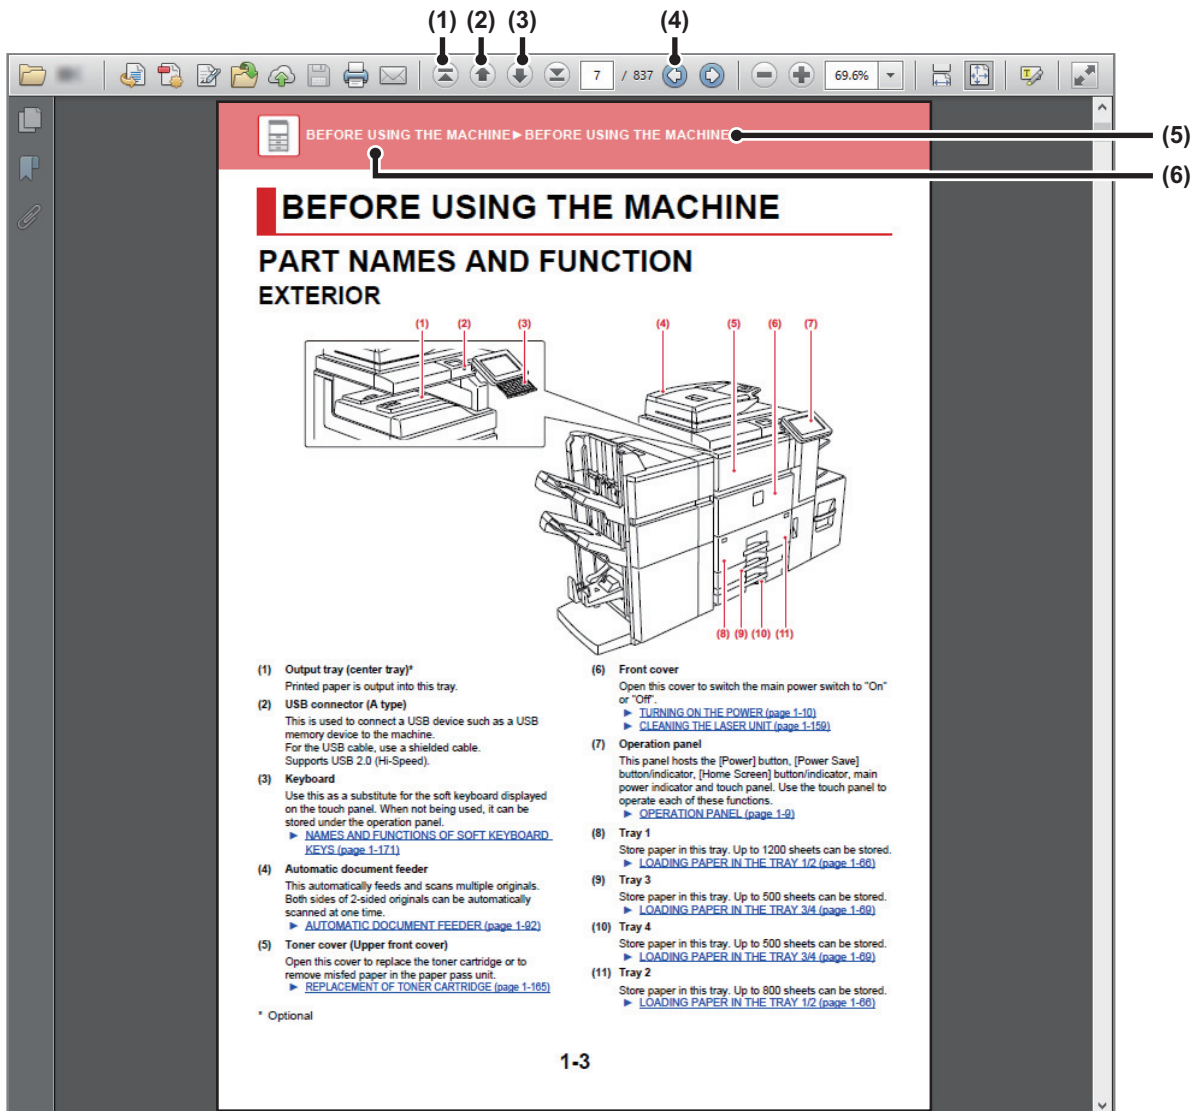 (1) (2) (3) (4)
7 / 837 69.6%
BEFORE USING THE MACHINE►BEFORE USING THE MACHINE
(5)
(6)
BEFORE USING THE MACHINE
PART NAMES AND FUNCTION
EXTERIOR
(1) (2) (3) (4) (5) (6) (7)
(8) (9) (10) (11)
(1) Output tray (center tray)*
Printed paper is output into this tray.
(2) USB connector (A type)
This is used to connect a USB device such as a USB
memory device to the machine.
For the USB cable, use a shielded cable.
Supports USB 2.0 (Hi-Speed).
(3) Keyboard
Use this as a substitute for the soft keyboard displayed
on the touch panel. When not being used, it can be
stored under the operation panel.
► NAMES AND FUNCTIONS OF SOFT KEYBOARD
KEYS (page 1-171)
(4) Automatic document feeder
This automatically feeds and scans multiple originals.
Both sides of 2-sided originals can be automatically
scanned at one time.
► AUTOMATIC DOCUMENT FEEDER (page 1-92)
(5) Toner cover (Upper front cover)
Open this cover to replace the toner cartridge or to
remove misfed paper in the paper pass unit.
► REPLACEMENT OF TONER CARTRIDGE (page 1-165)
* Optional
(6) Front cover
Open this cover to switch the main power switch to "On"
or "Off".
► TURNING ON THE POWER (page 1-10)
► CLEANING THE LASER UNIT (page 1-159)
(7) Operation panel
This panel hosts the [Power] button, [Power Save]
button/indicator, [Home Screen] button/indicator, main
power indicator and touch panel. Use the touch panel to
operate each of these functions.
► OPERATION PANEL (page 1-9)
(8) Tray 1
Store paper in this tray. Up to 1200 sheets can be stored.
► LOADING PAPER IN THE TRAY 1/2 (page 1-66)
(9) Tray 3
Store paper in this tray. Up to 500 sheets can be stored.
► LOADING PAPER IN THE TRAY 3/4 (page 1-69)
(10) Tray 4
Store paper in this tray. Up to 500 sheets can be stored.
► LOADING PAPER IN THE TRAY 3/4 (page 1-69)
(11) Tray 2
Store paper in this tray. Up to 800 sheets can be stored.
► LOADING PAPER IN THE TRAY 1/2 (page 1-66)
1-3